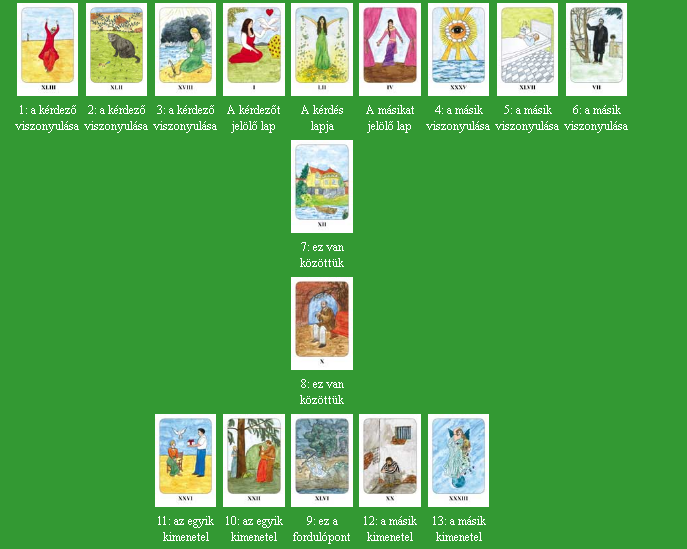 XLIII
XLII
XVIII
I
LII
IV
XXXV
XLVII
VII
1: a kérdező
viszonyulása
2: a kérdező
viszonyulása
3: a kérdező
viszonyulása
A kérdezőt
jelölő lap
A kérdés
lapja
A másikat
jelölő lap
4: a másik
viszonyulása
5: a másik
viszonyulása
6: a másik
viszonyulása
XII
7: ez van
közöttük
X
8: ez van
közöttük
XXVI
XXII
XLVI
XX
XXXIII
11: az egyik
kimenetel
10: az egyik
kimenetel
9: ez a
fordulópont
12: a másik
kimenetel
13: a másik
kimenetel